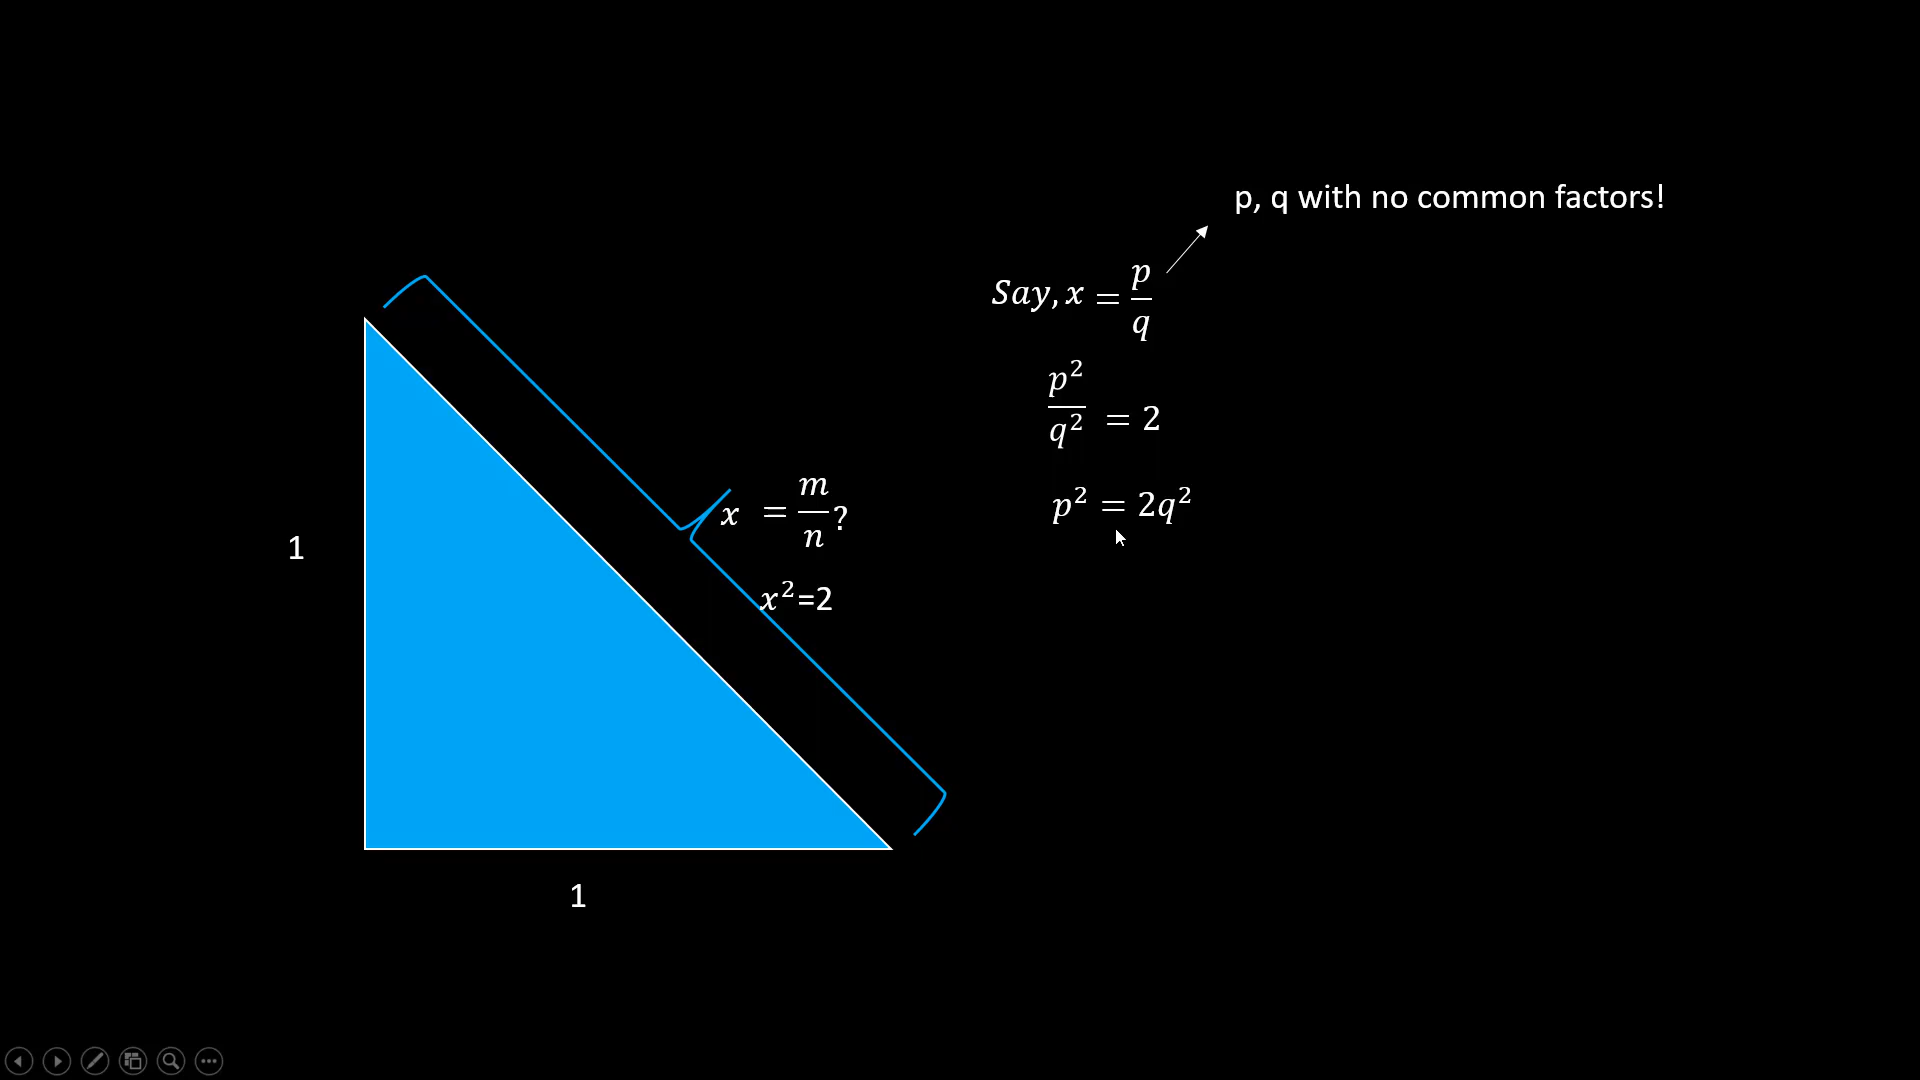 p, q with no common factors!
Say, x = p/q
p²/q² = 2
p² = 2q²
x = m/n?
x²=2
1
1